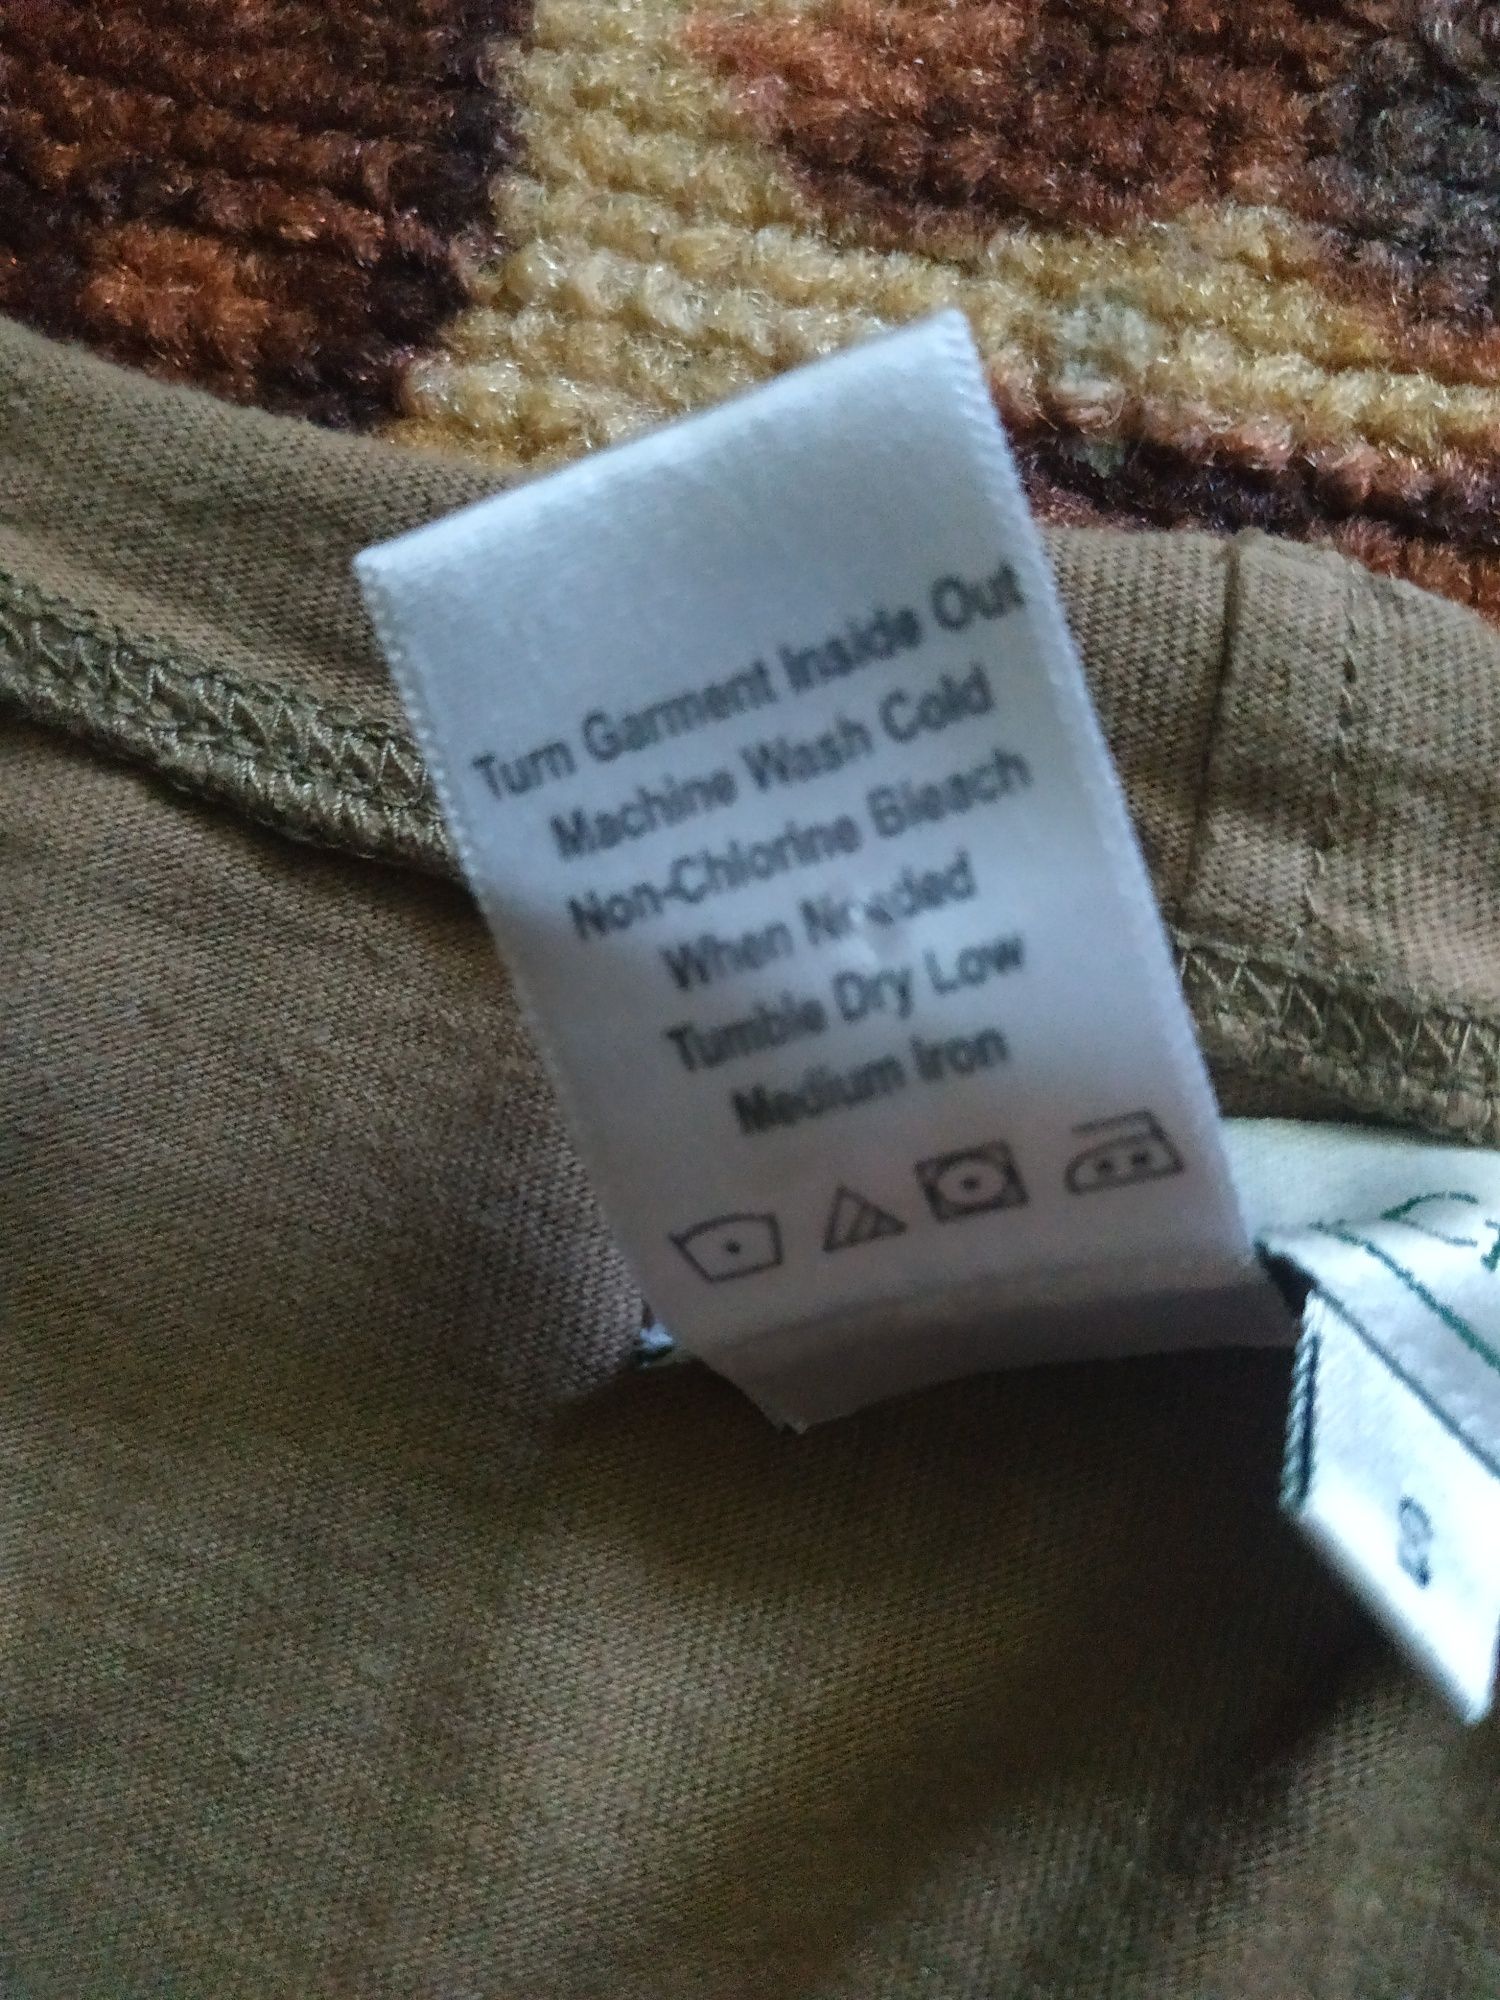 Turn Garment Inside Out
Machine Wash Cold
Non-Chlorine Bleach
When Needed
Tumble Dry Low
Medium Iron